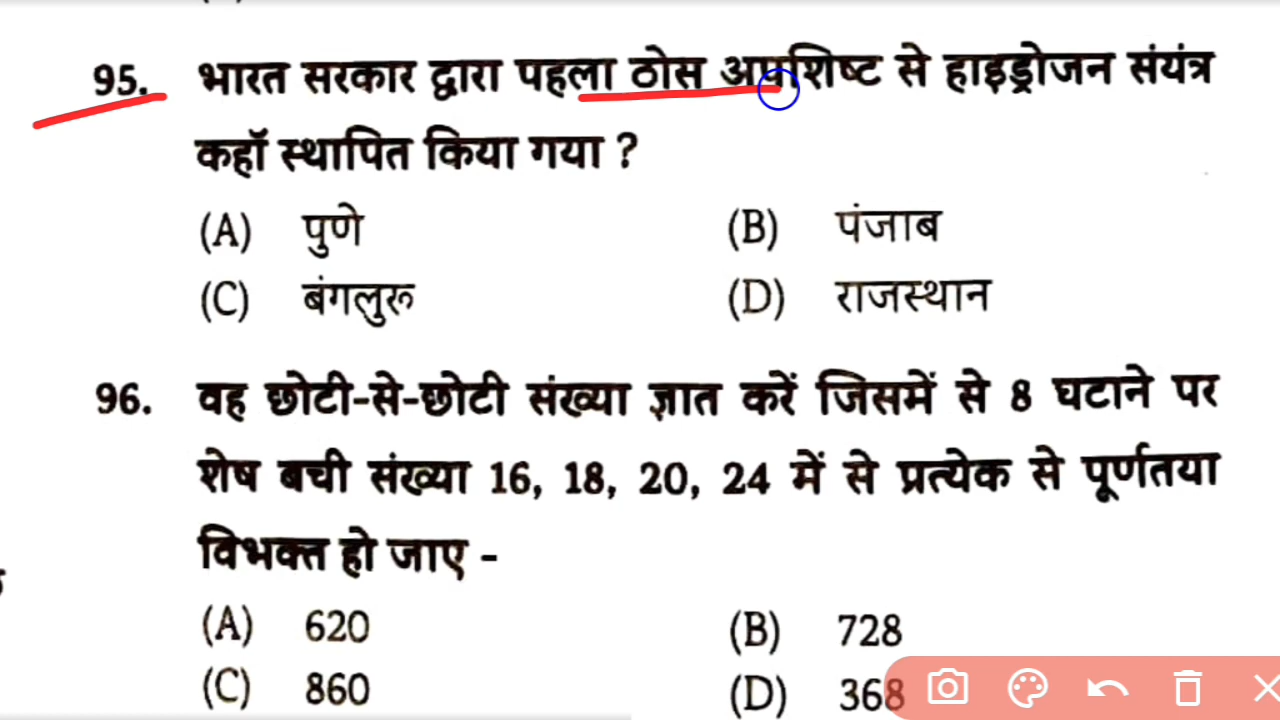 95. भारत सरकार द्वारा पहला ठोस अपशिष्ट से हाइड्रोजन संयंत्र
कहॉ स्थापित किया गया ?
(A) पुणे (B) पंजाब
(C) बंगलुरू (D) राजस्थान
96. वह छोटी-से-छोटी संख्या ज्ञात करें जिसमें से 8 घटाने पर
शेष बची संख्या 16, 18, 20, 24 में से प्रत्येक से पूर्णतया
विभक्त हो जाए -
(A) 620 (B) 728
(C) 860 (D) 368